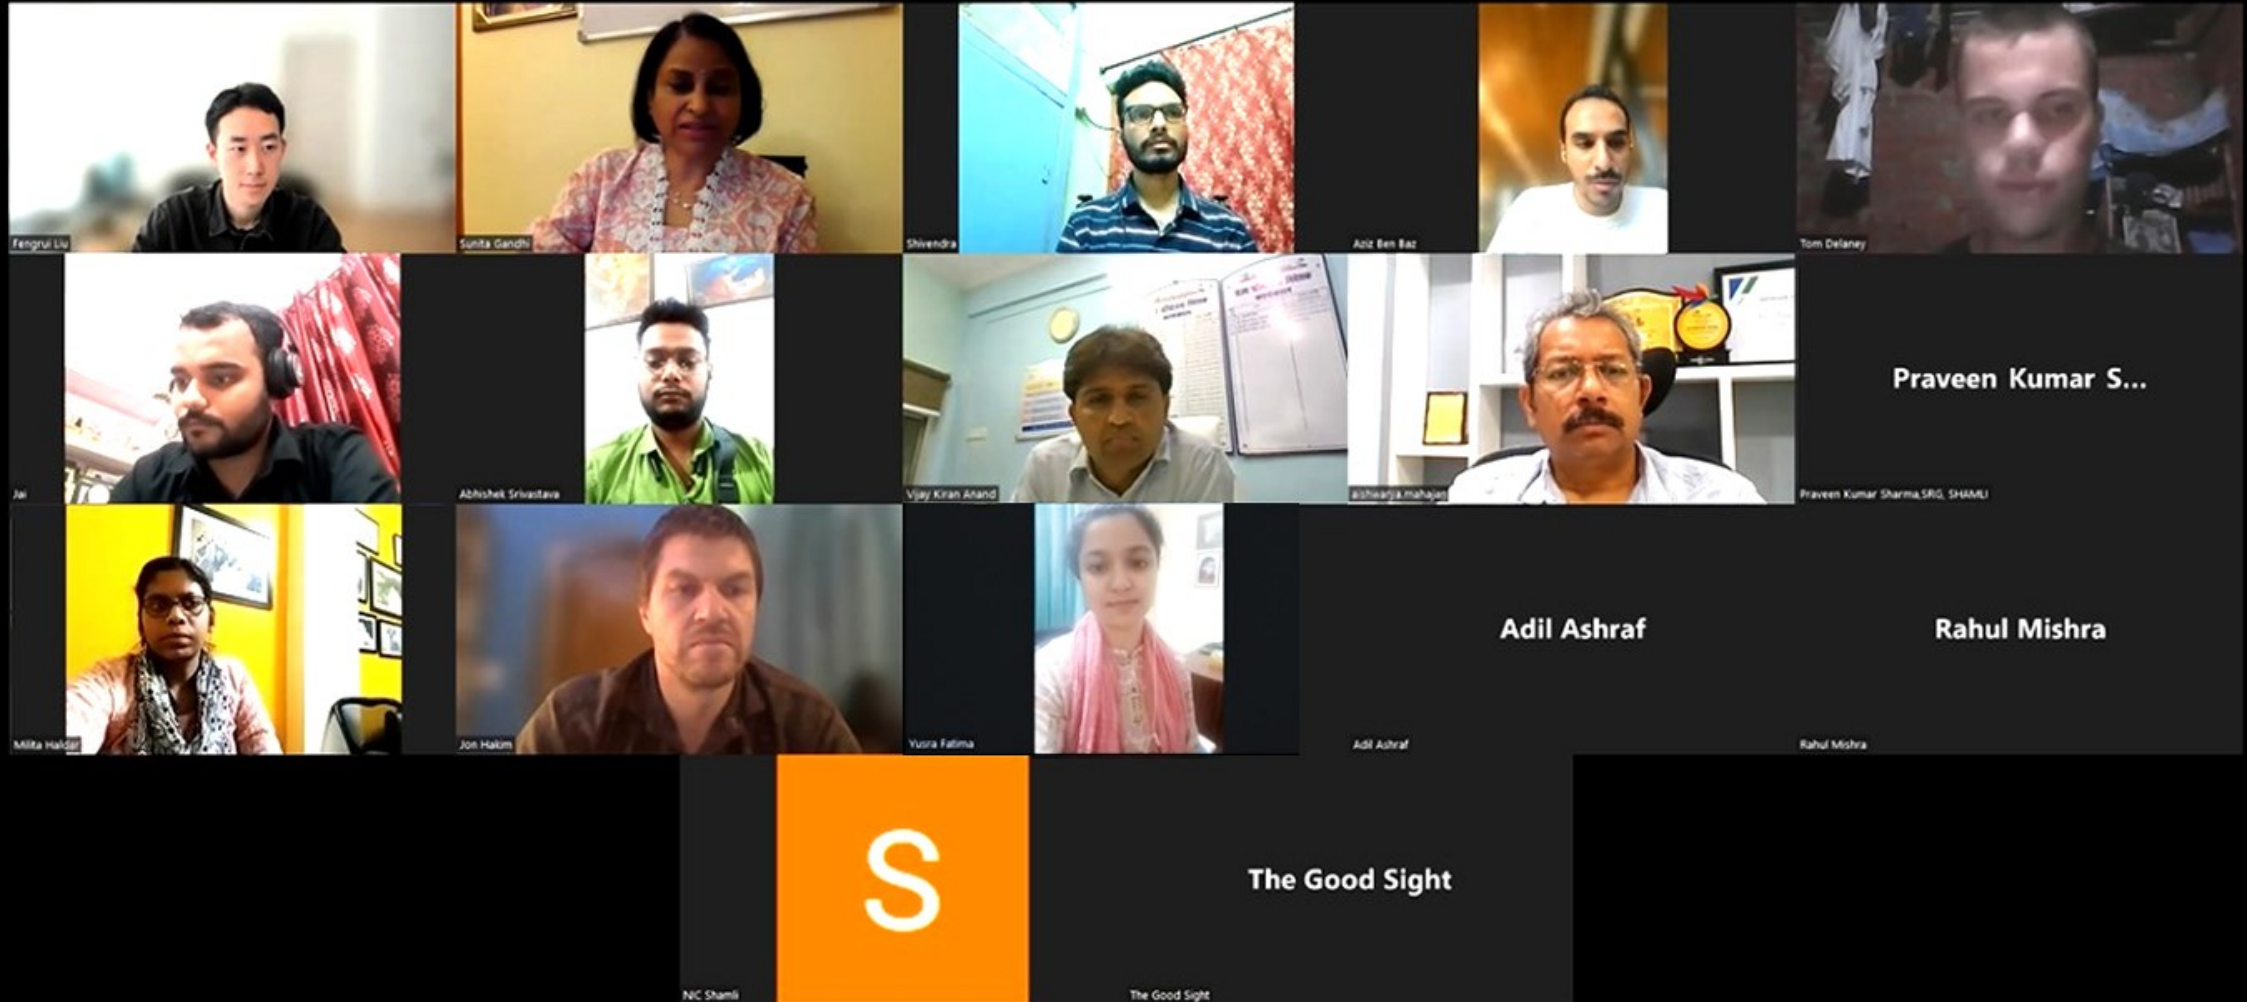 Fengrui Liu
Sunita Gandhi
Shivendra
Aziz Ben Baz
Tom Delaney
Jai
Abhishek Srivastava
Vijay Kiran Anand
aishwarya.mahajan
Praveen Kumar S...
Praveen Kumar Sharma,SRG, SHAMLI
Milita Haldar
Jon Hakim
Yusra Fatima
Adil Ashraf
Adil Ashraf
Rahul Mishra
Rahul Mishra
NIC Shamli
S
The Good Sight
The Good Sight